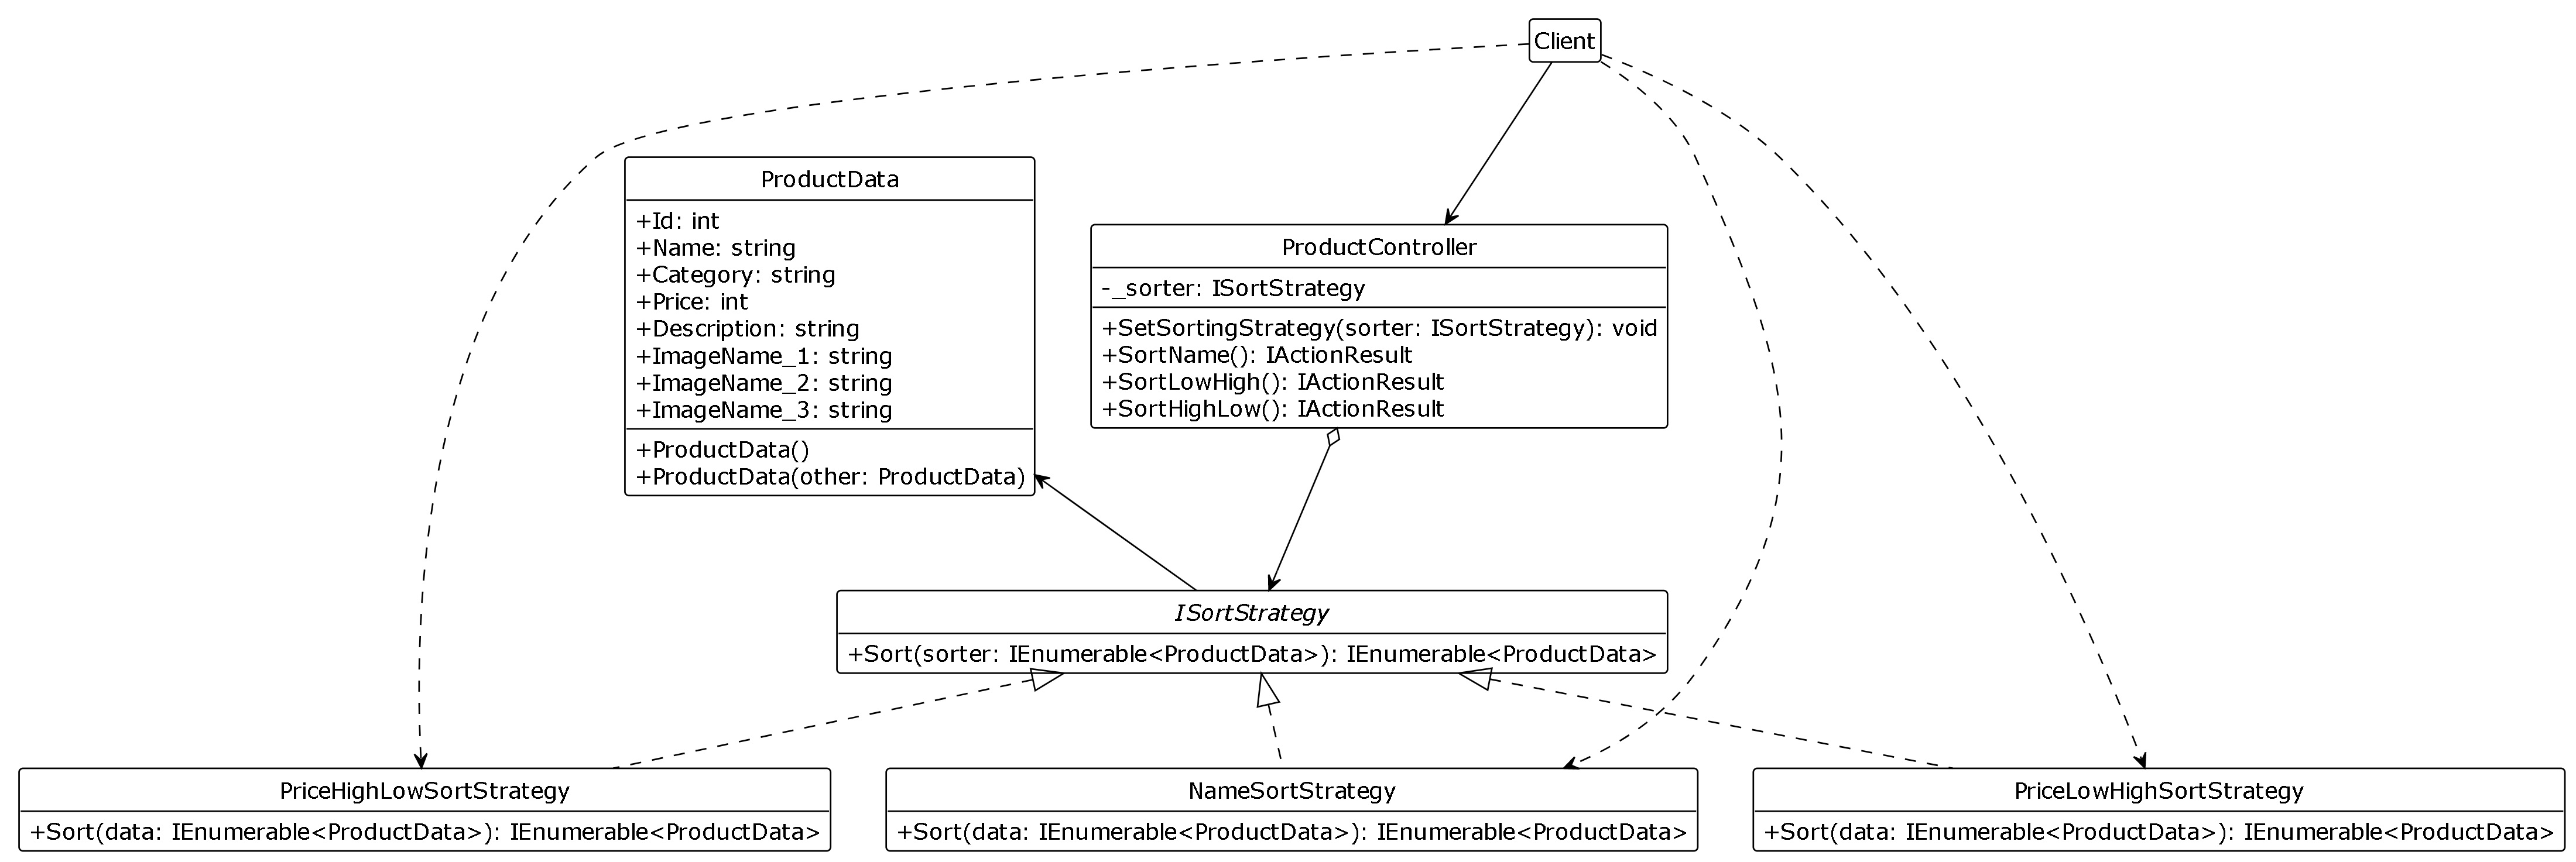 Client
ProductData
+Id: int
+Name: string
+Category: string
+Price: int
+Description: string
+ImageName_1: string
+ImageName_2: string
+ImageName_3: string
+ProductData()
+ProductData(other: ProductData)
ProductController
-_sorter: ISortStrategy
+SetSortingStrategy(sorter: ISortStrategy): void
+SortName(): IActionResult
+SortLowHigh(): IActionResult
+SortHighLow(): IActionResult
ISortStrategy
+Sort(sorter: IEnumerable<ProductData>): IEnumerable<ProductData>
PriceHighLowSortStrategy
+Sort(data: IEnumerable<ProductData>): IEnumerable<ProductData>
NameSortStrategy
+Sort(data: IEnumerable<ProductData>): IEnumerable<ProductData>
PriceLowHighSortStrategy
+Sort(data: IEnumerable<ProductData>): IEnumerable<ProductData>